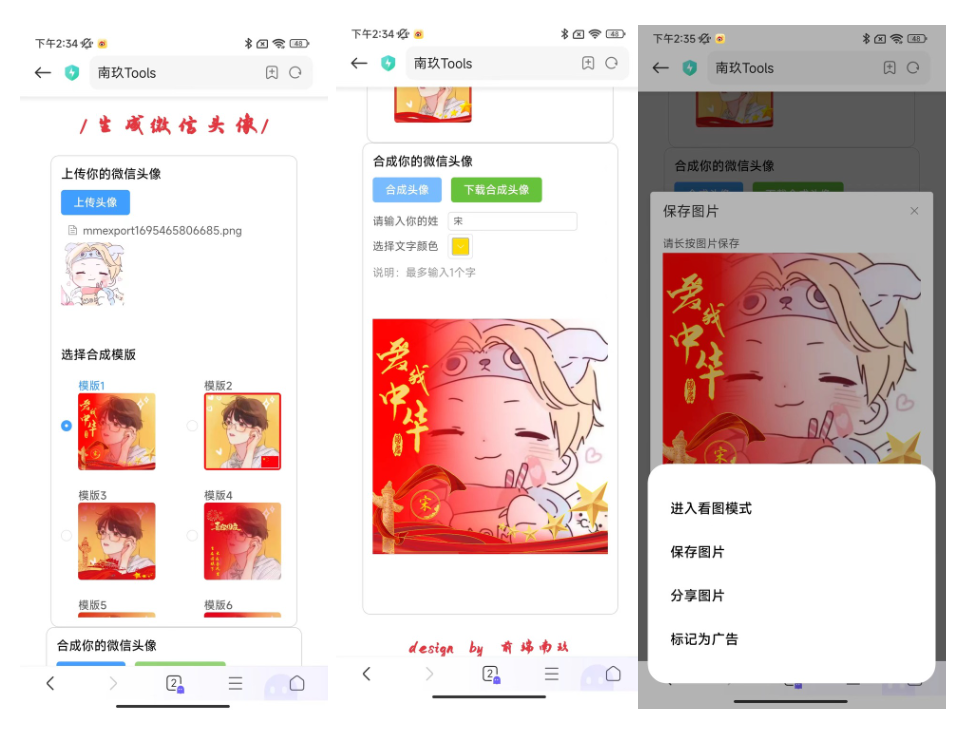 下午2:34
48
南玖Tools
/生成微信头像/
上传你的微信头像
上传头像
mmexport1695465806685.png
选择合成模版
模版1
模版2
爱我中华
模版3
模版4
模版5
模版6
合成你的微信头像
2
下午2:34
48
南玖Tools
合成你的微信头像
合成头像
下载合成头像
请输入你的姓
宋
选择文字颜色
说明：最多输入1个字
爱我中华
宋
design by 前端南玖
2
下午2:35
48
南玖Tools
合成你的微信头像
保存图片
请长按图片保存
爱我中华
宋
进入看图模式
保存图片
分享图片
标记为广告